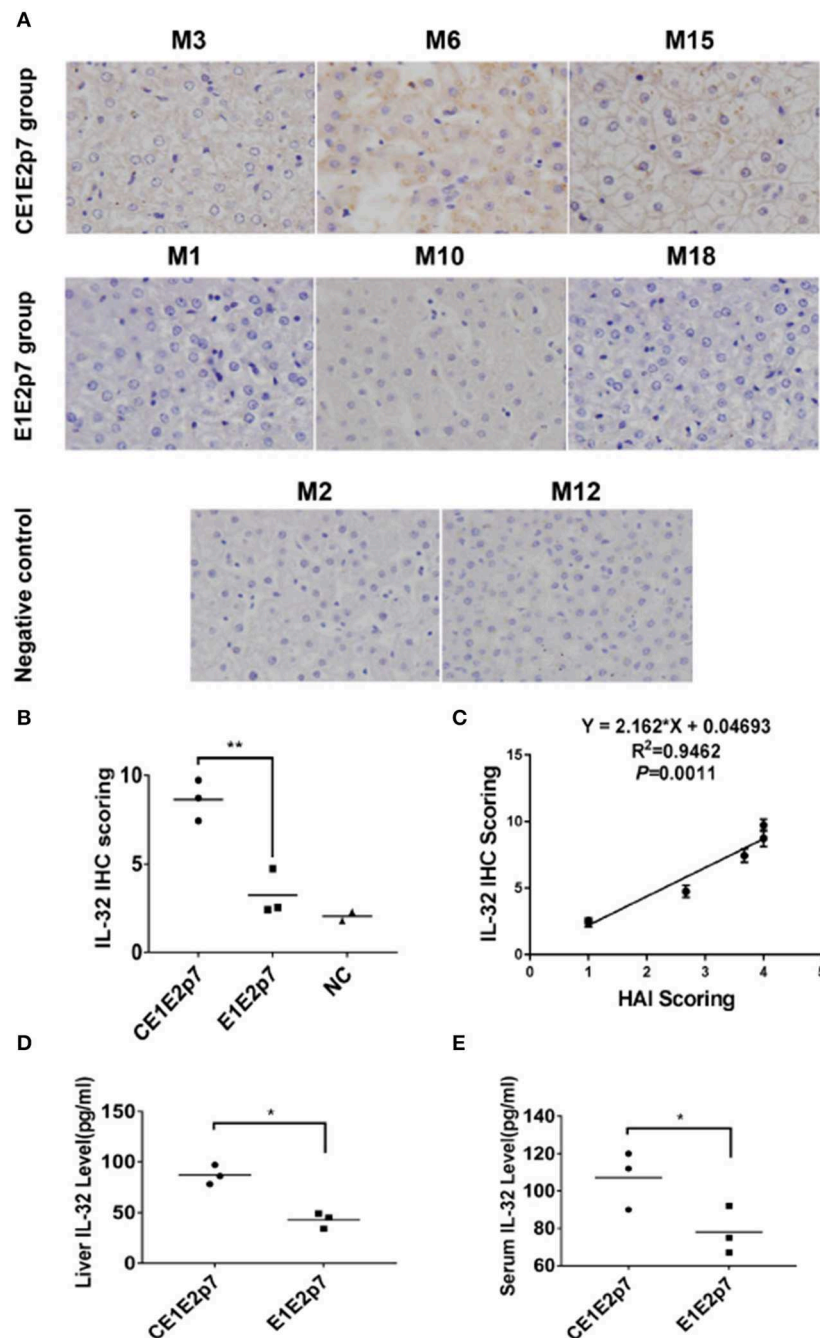 A
M3 M6 M15
CE1E2p7 group
M1 M10 M18
E1E2p7 group
M2 M12
Negative control
B
**
10
5
0
IL-32 IHC scoring
CE1E2p7 E1E2p7 NC
C
Y = 2.162*X + 0.04693
R²=0.9462
P=0.0011
15
10
5
0
IL-32 IHC Scoring
0 1 2 3 4 5
HAI Scoring
D
*
150
100
50
0
Liver IL-32 Level(pg/ml)
CE1E2p7 E1E2p7
E
*
140
120
100
80
60
Serum IL-32 Level(pg/ml)
CE1E2p7 E1E2p7